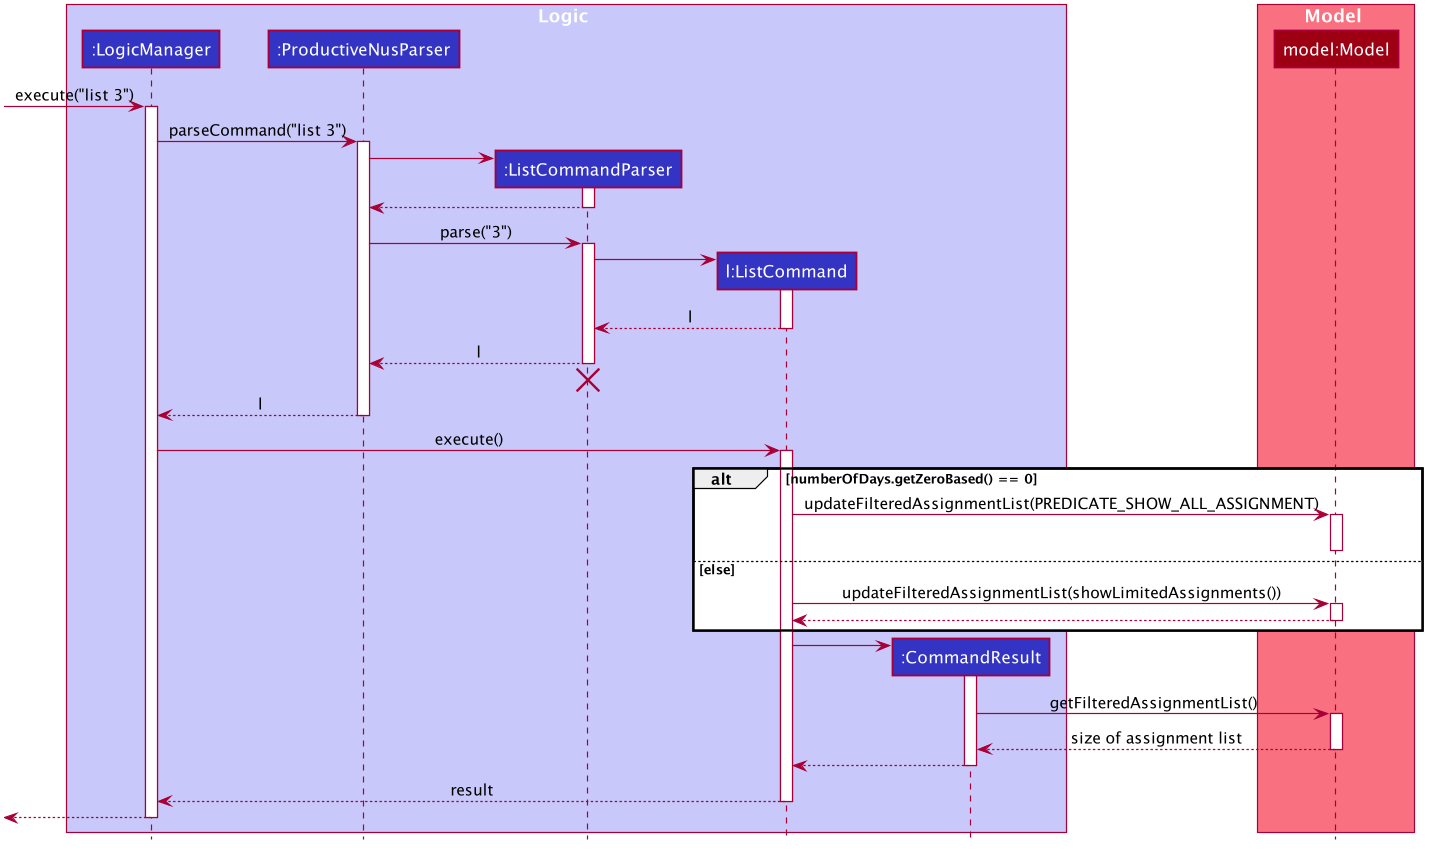 Logic
Model
:LogicManager
:ProductiveNusParser
model:Model
execute("list 3")
parseCommand("list 3")
:ListCommandParser
parse("3")
l:ListCommand
l
l
l
execute()
alt
[numberOfDays.getZeroBased() == 0]
updateFilteredAssignmentList(PREDICATE_SHOW_ALL_ASSIGNMENT)
[else]
updateFilteredAssignmentList(showLimitedAssignments())
:CommandResult
getFilteredAssignmentList()
size of assignment list
result